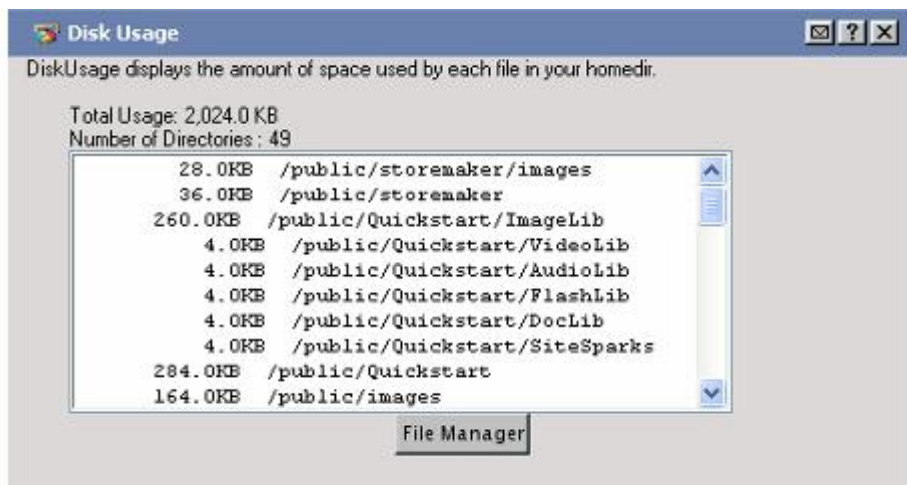 Disk Usage
?
DiskUsage displays the amount of space used by each file in your homedir.
Total Usage: 2,024.0 KB
Number of Directories : 49
28.0KB /public/storemaker/images
36.0KB /public/storemaker
260.0KB /public/Quickstart/ImageLib
4.0KB /public/Quickstart/VideoLib
4.0KB /public/Quickstart/AudioLib
4.0KB /public/Quickstart/FlashLib
4.0KB /public/Quickstart/DocLib
4.0KB /public/Quickstart/SiteSparks
284.0KB /public/Quickstart
164.0KB /public/images
File Manager